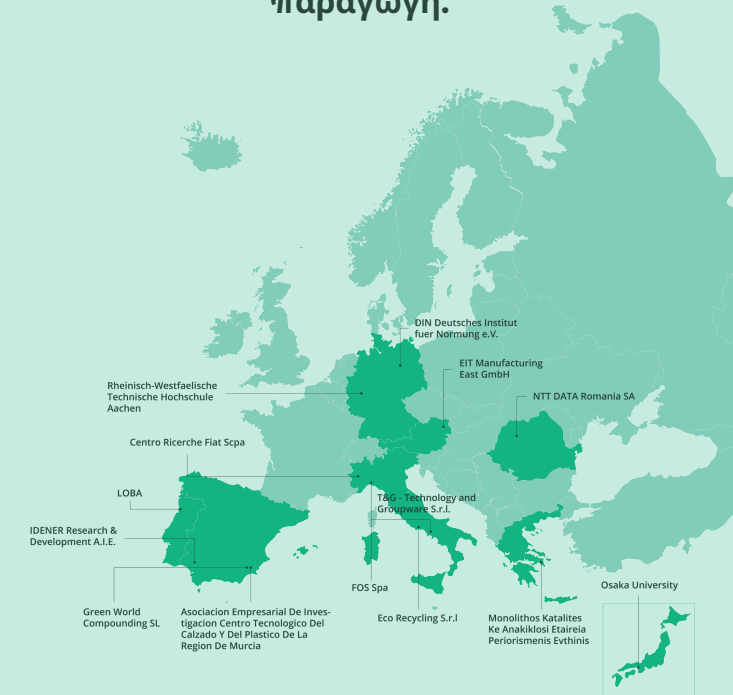 παραγωγή.
DIN Deutsches Institut
fuer Normung e.V.
EIT Manufacturing
East GmbH
Rheinisch-Westfaelische
Technische Hochschule
Aachen
NTT DATA Romania SA
Centro Ricerche Fiat Scpa
LOBA
T&G - Technology and
Groupware S.r.l.
IDENER Research &
Development A.I.E.
FOS Spa
Osaka University
Green World
Compounding SL
Asociacion Empresarial De Inves-
tigacion Centro Tecnologico Del
Calzado Y Del Plastico De La
Region De Murcia
Eco Recycling S.r.l
Monolithos Katalites
Ke Anakiklosi Etaireia
Periorismenis Evthinis